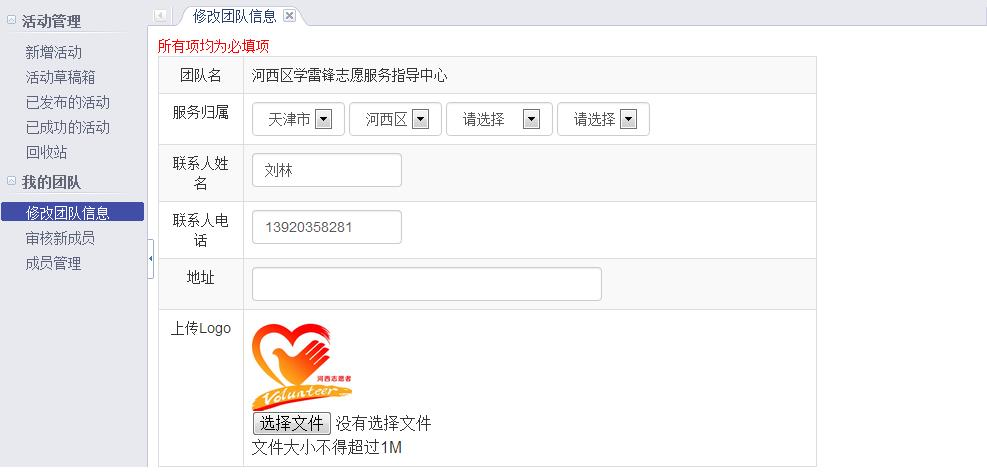 活动管理
新增活动
活动草稿箱
已发布的活动
已成功的活动
回收站
我的团队
修改团队信息
审核新成员
成员管理
修改团队信息
所有项均为必填项
团队名 河西区学雷锋志愿服务指导中心
服务归属 天津市 河西区 请选择 请选择
联系人姓
名
刘林
联系人电
话
13920358281
地址
上传Logo
河西志愿者
Volunteer
选择文件 没有选择文件
文件大小不得超过1M